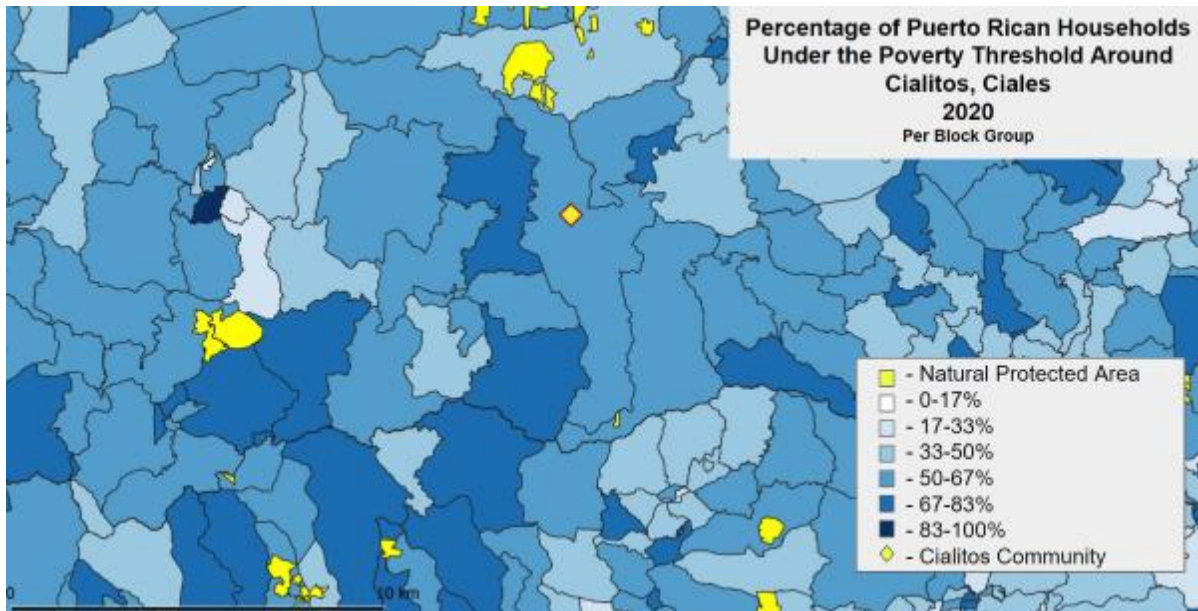 Percentage of Puerto Rican Households
Under the Poverty Threshold Around
Cialitos, Ciales
2020
Per Block Group
- Natural Protected Area
- 0-17%
- 17-33%
- 33-50%
- 50-67%
- 67-83%
- 83-100%
- Cialitos Community
0 10 km